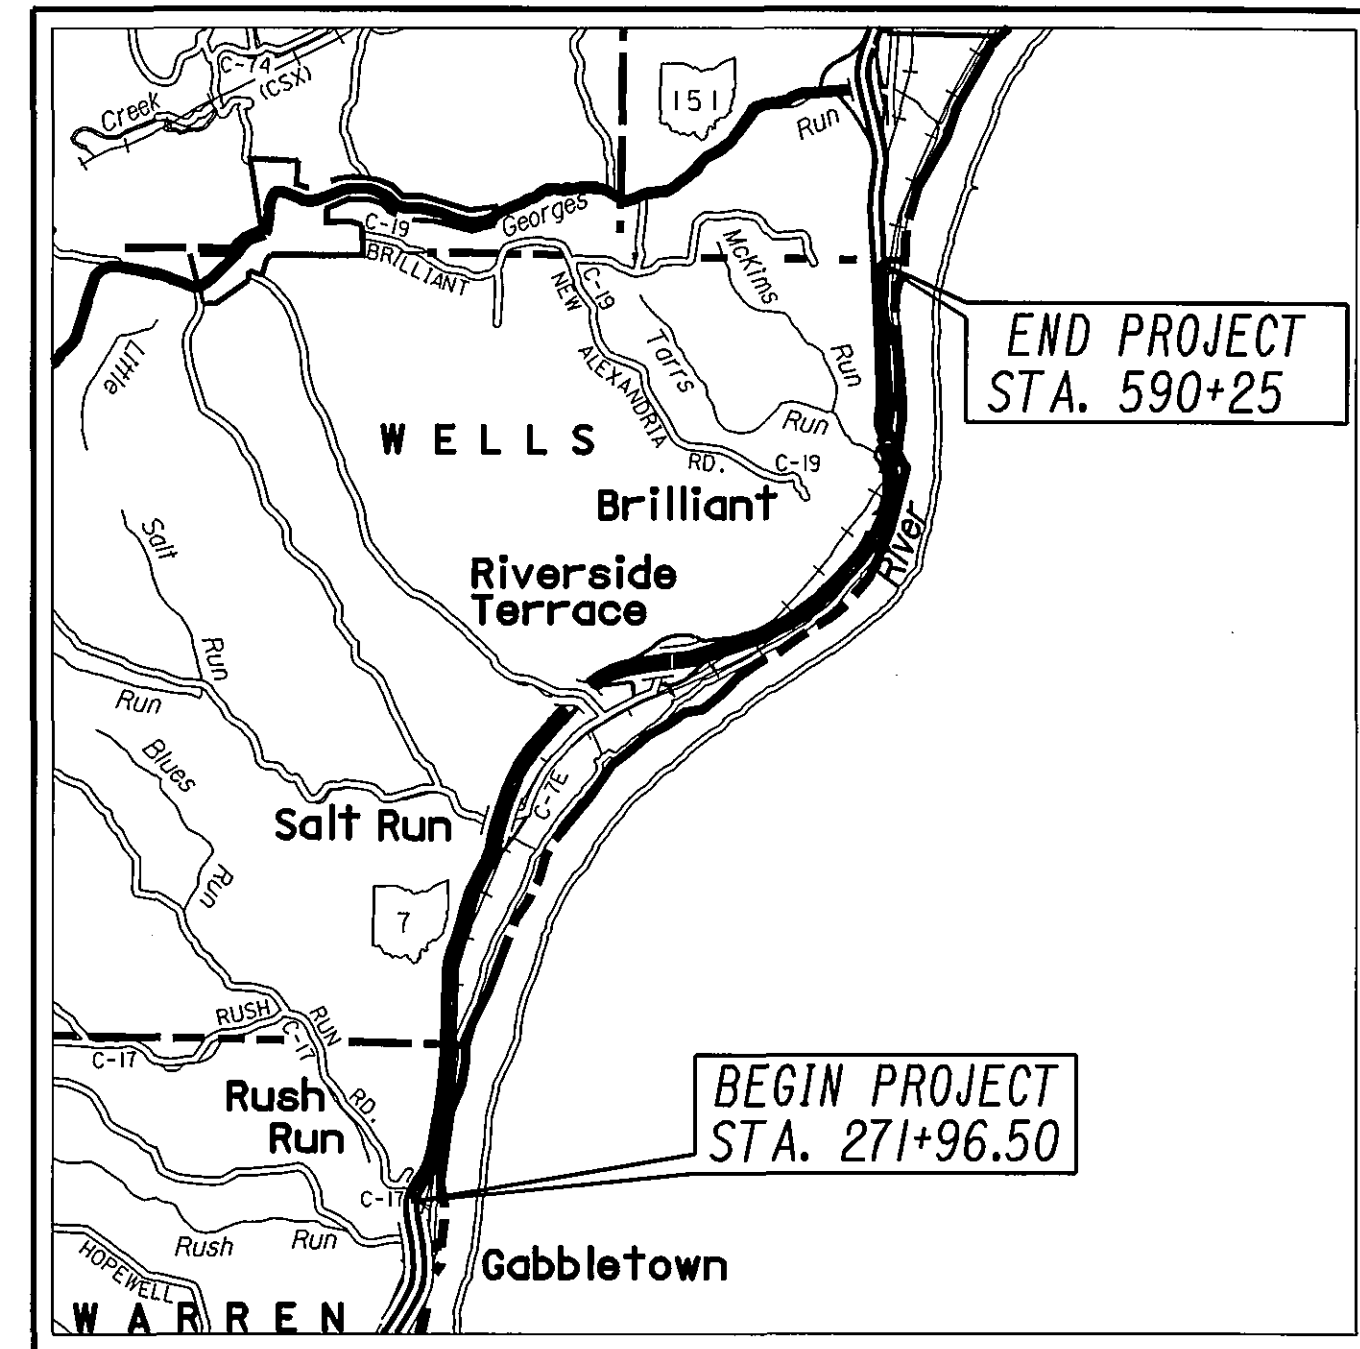 C-74
(CSX)
Creek
151
Run
Georges
C-19
BRILLIANT
McKims
NEW
C-19
Little
END PROJECT
STA. 590+25
Tarrs
Run
ALEXANDRIA
Run
WELLS
RD.
C-19
Brilliant
Salt
River
Riverside
Terrace
Run
Run
Blues
C-7E
Salt Run
Run
7
RUSH
RUN
C-17
C-17
BEGIN PROJECT
STA. 271+96.50
Rush
Run
RD.
C-17
Rush
Run
Gabbletown
HOPEWELL
WARREN